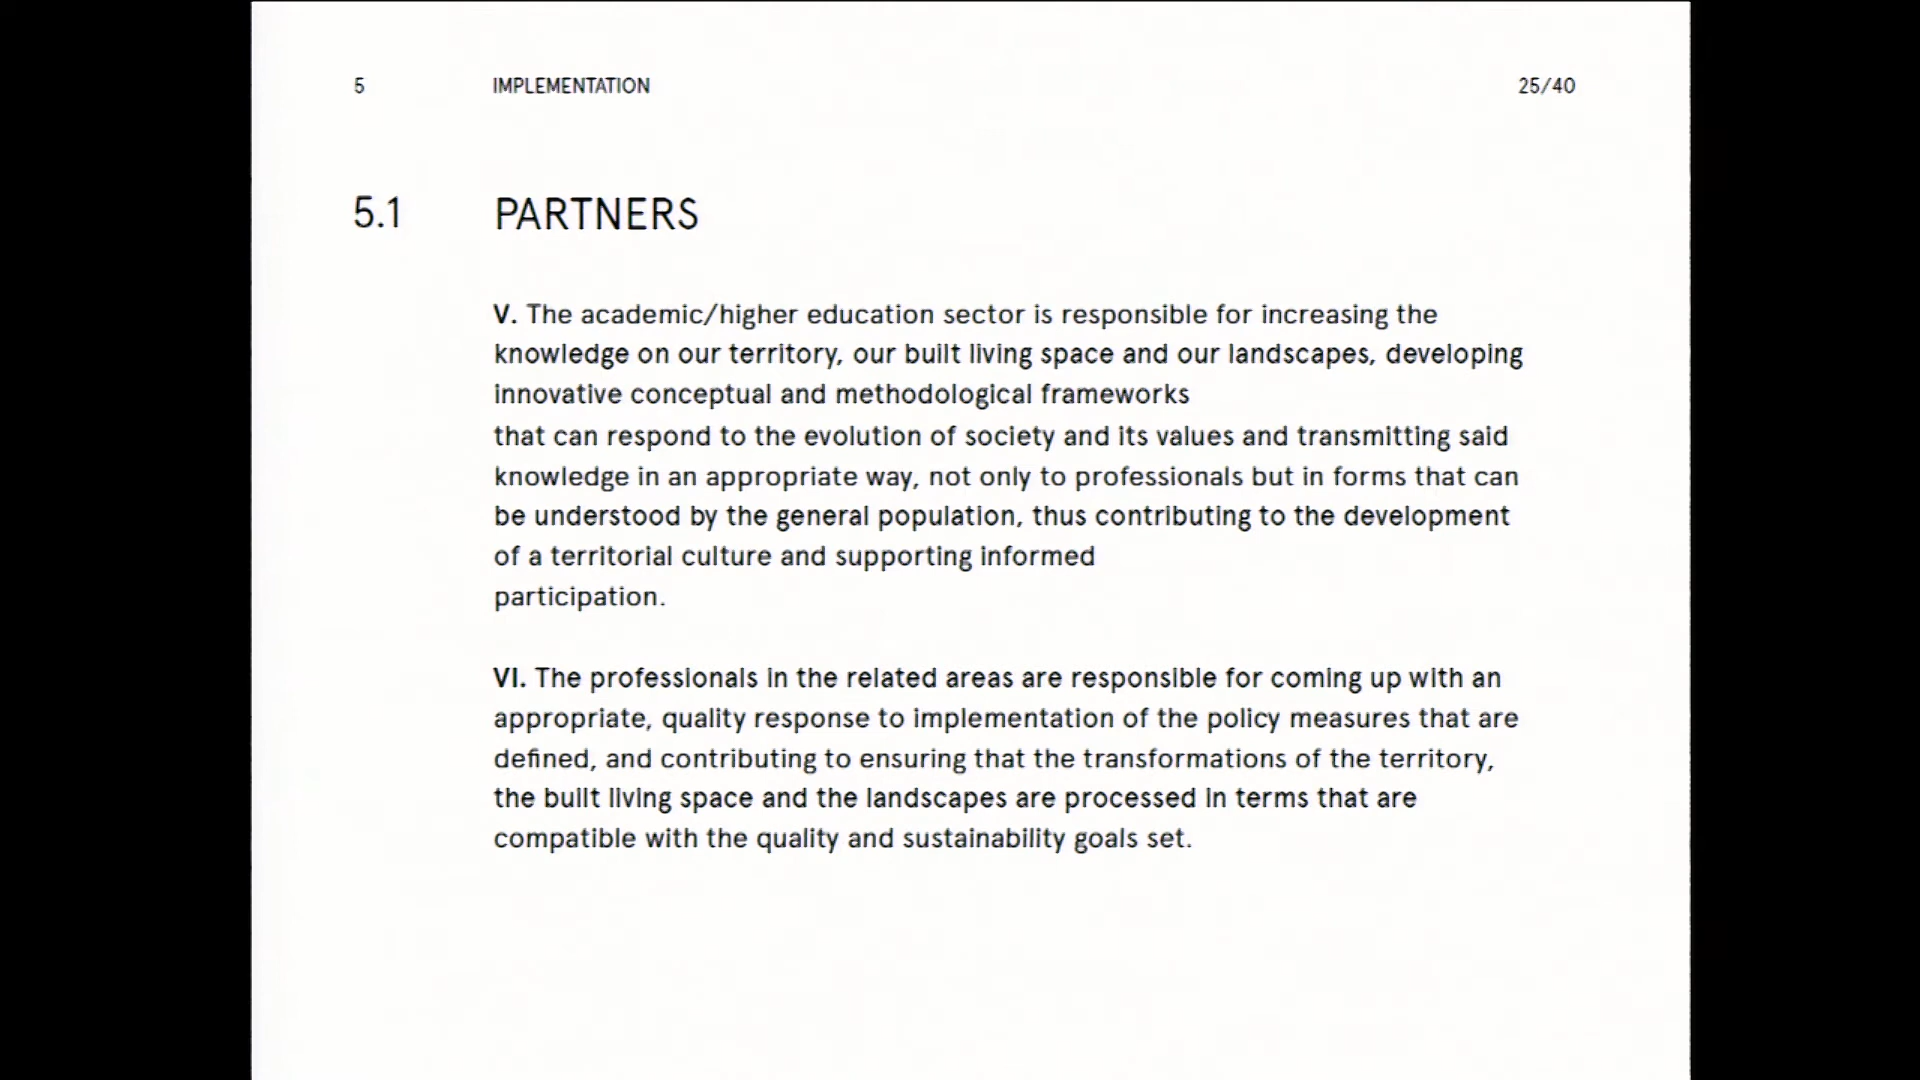 5 IMPLEMENTATION 25/40
5.1 PARTNERS
V. The academic/higher education sector is responsible for increasing the
knowledge on our territory, our built living space and our landscapes, developing
innovative conceptual and methodological frameworks
that can respond to the evolution of society and its values and transmitting said
knowledge in an appropriate way, not only to professionals but in forms that can
be understood by the general population, thus contributing to the development
of a territorial culture and supporting informed
participation.
VI. The professionals in the related areas are responsible for coming up with an
appropriate, quality response to implementation of the policy measures that are
defined, and contributing to ensuring that the transformations of the territory,
the built living space and the landscapes are processed in terms that are
compatible with the quality and sustainability goals set.